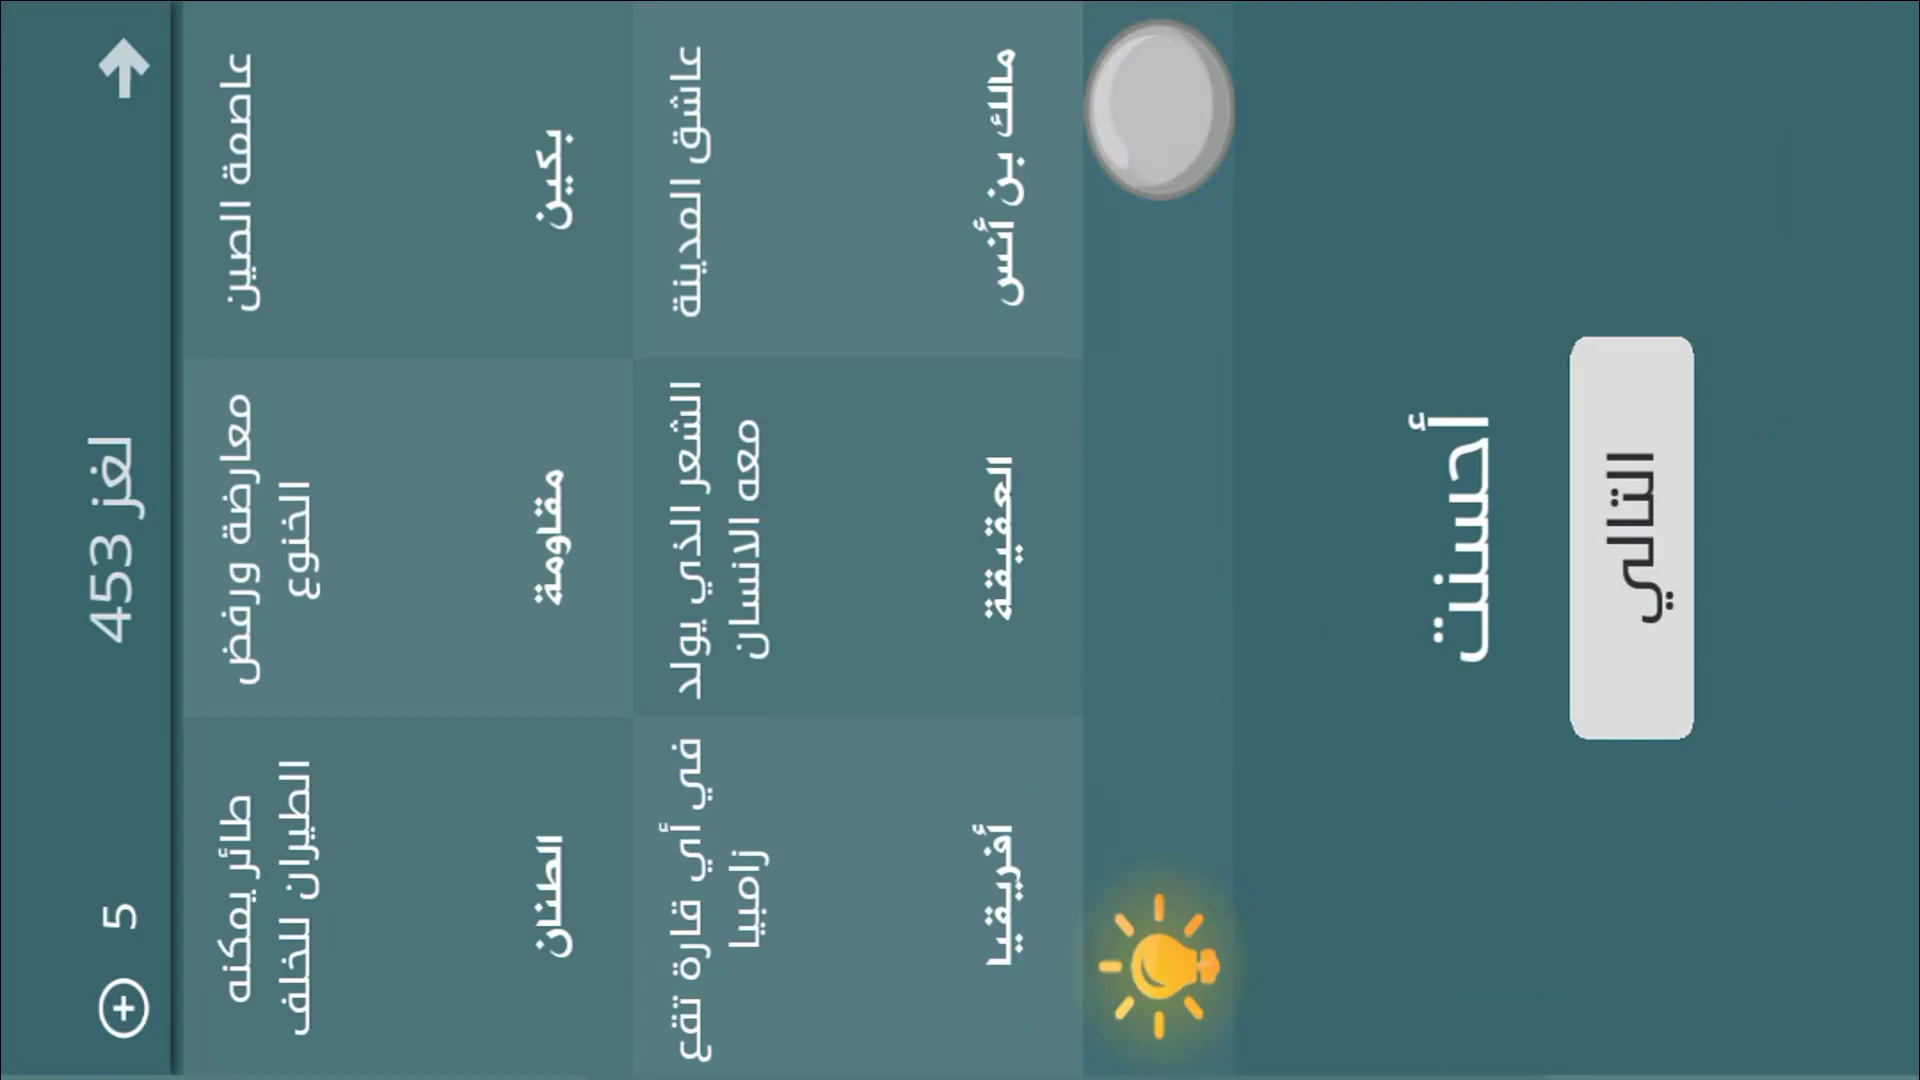 لغز 453
5
عاصمة الصين
بكين
معارضة ورفض
الخنوع
مقاومة
طائر يمكنه
الطيران للخلف
الطنان
عاشق المدينة
مالك بن أنس
الشعر الذي يولد
معه الانسان
العقيقة
في أي قارة تقع
زامبيا
أفريقيا
أحسنت
التالي